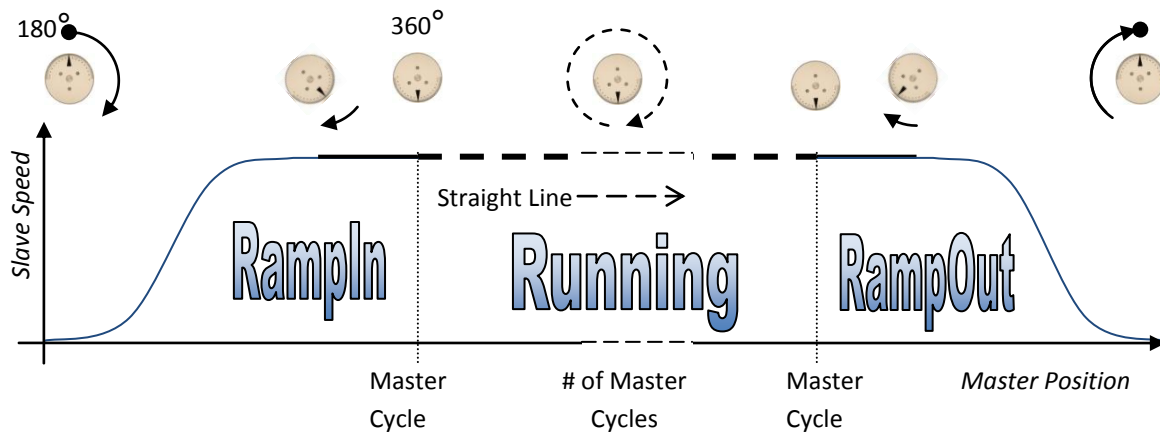 180°
360°
Slave Speed
Straight Line
RampIn
Running
RampOut
Master
Cycle
# of Master
Cycles
Master
Cycle
Master Position